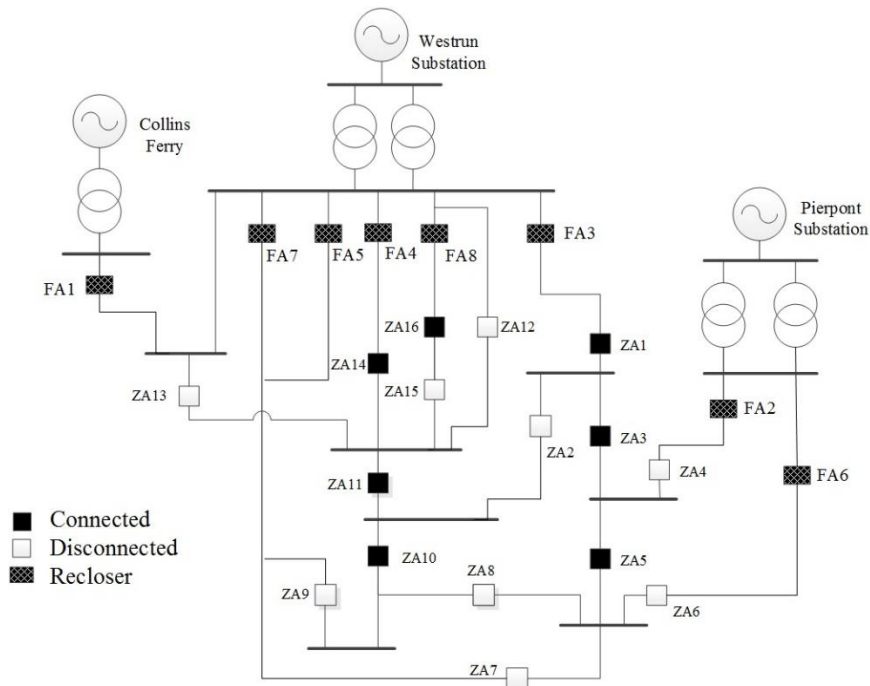 Westrun
Substation
Collins
Ferry
Pierpont
Substation
FA7
FA5
FA4
FA8
FA3
FA1
ZA16
ZA12
ZA1
ZA14
ZA15
ZA13
FA2
ZA2
ZA3
ZA4
FA6
ZA11
Connected
Disconnected
Recloser
ZA10
ZA5
ZA9
ZA8
ZA6
ZA7